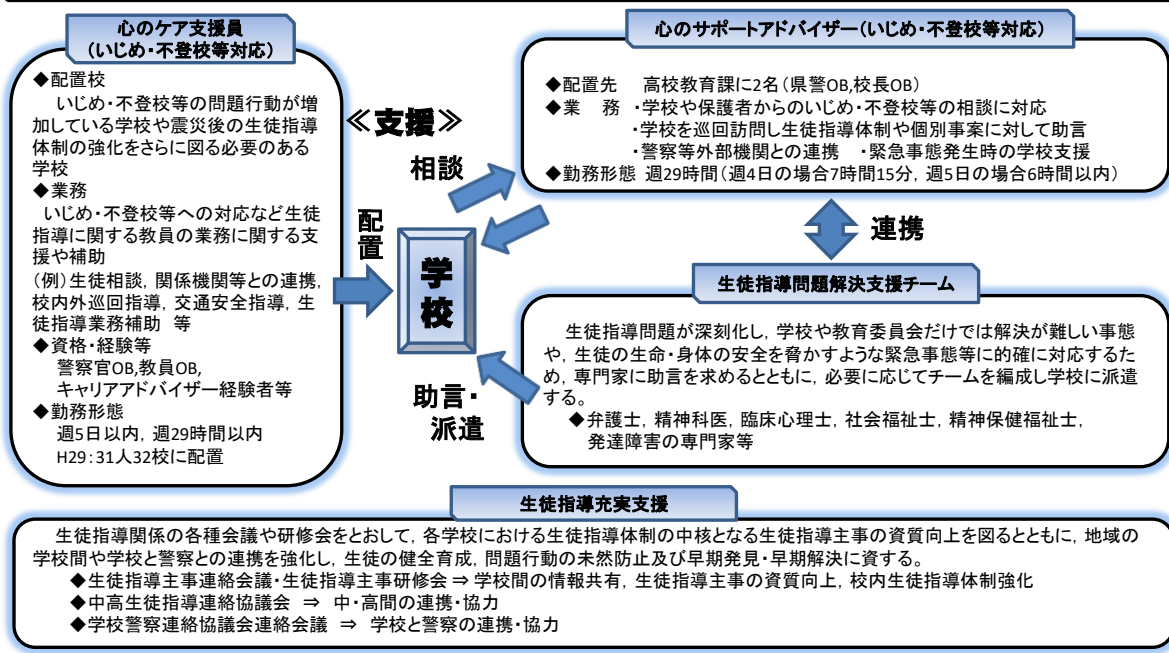 心のケア支援員
(いじめ・不登校等対応)
◆配置校
いじめ・不登校等の問題行動が増
加している学校や震災後の生徒指導
体制の強化をさらに図る必要のある
学校
◆業務
いじめ・不登校等への対応など生徒
指導に関する教員の業務に関する支
援や補助
(例)生徒相談，関係機関等との連携，
校内外巡回指導，交通安全指導，生
徒指導業務補助 等
◆資格・経験等
警察官OB,教員OB,
キャリアアドバイザー経験者等
◆勤務形態
週5日以内，週29時間以内
H29：31人32校に配置
≪支援≫
相談
配置
学校
助言・
派遣
心のサポートアドバイザー(いじめ・不登校等対応)
◆配置先 高校教育課に2名(県警OB,校長OB)
◆業 務 ・学校や保護者からのいじめ・不登校等の相談に対応
・学校を巡回訪問し生徒指導体制や個別事案に対して助言
・警察等外部機関との連携 ・緊急事態発生時の学校支援
◆勤務形態 週29時間(週4日の場合7時間15分，週5日の場合6時間以内)
連携
生徒指導問題解決支援チーム
生徒指導問題が深刻化し，学校や教育委員会だけでは解決が難しい事態
や，生徒の生命・身体の安全を脅かすような緊急事態等に的確に対応するた
め，専門家に助言を求めるとともに，必要に応じてチームを編成し学校に派遣
する。
◆弁護士，精神科医，臨床心理士，社会福祉士，精神保健福祉士，
発達障害の専門家等
生徒指導充実支援
生徒指導関係の各種会議や研修会をとおして，各学校における生徒指導体制の中核となる生徒指導主事の資質向上を図るとともに，地域の
学校間や学校と警察との連携を強化し，生徒の健全育成，問題行動の未然防止及び早期発見・早期解決に資する。
◆生徒指導主事連絡会議・生徒指導主事研修会 ⇒ 学校間の情報共有，生徒指導主事の資質向上，校内生徒指導体制強化
◆中高生徒指導連絡協議会 ⇒ 中・高間の連携・協力
◆学校警察連絡協議会連絡会議 ⇒ 学校と警察の連携・協力